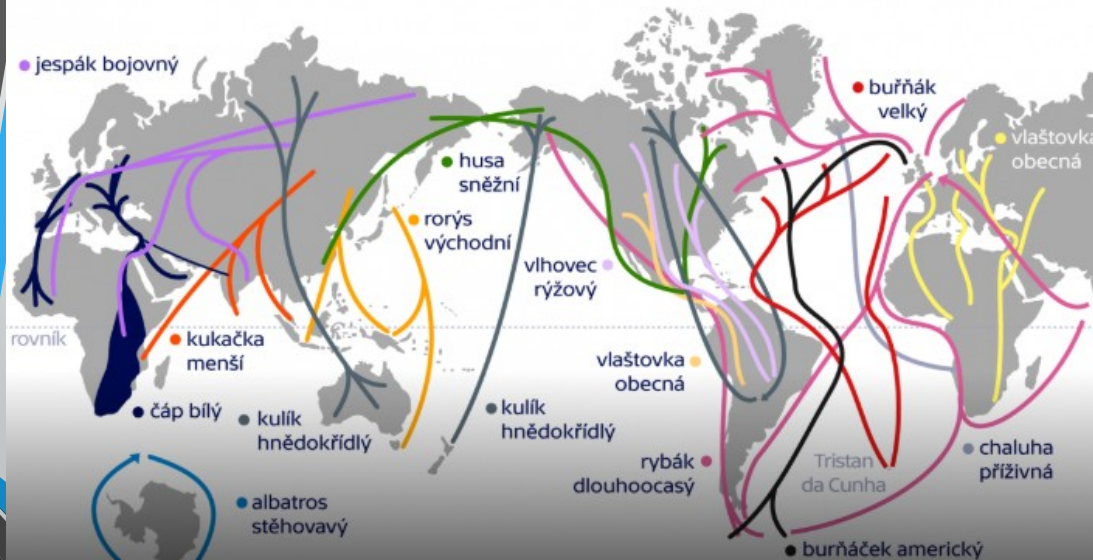 jespák bojovný
buřňák
velký
vlaštovka
obecná
husa
sněžní
rorýs
východní
vlhovec
rýžový
rovník
kukačka
menší
vlaštovka
obecná
čáp bílý
kulík
hnědokřídlý
kulík
hnědokřídlý
rybák
dlouhoocasý
Tristan
da Cunha
chaluha
příživná
albatros
stěhovavý
burňáček americký